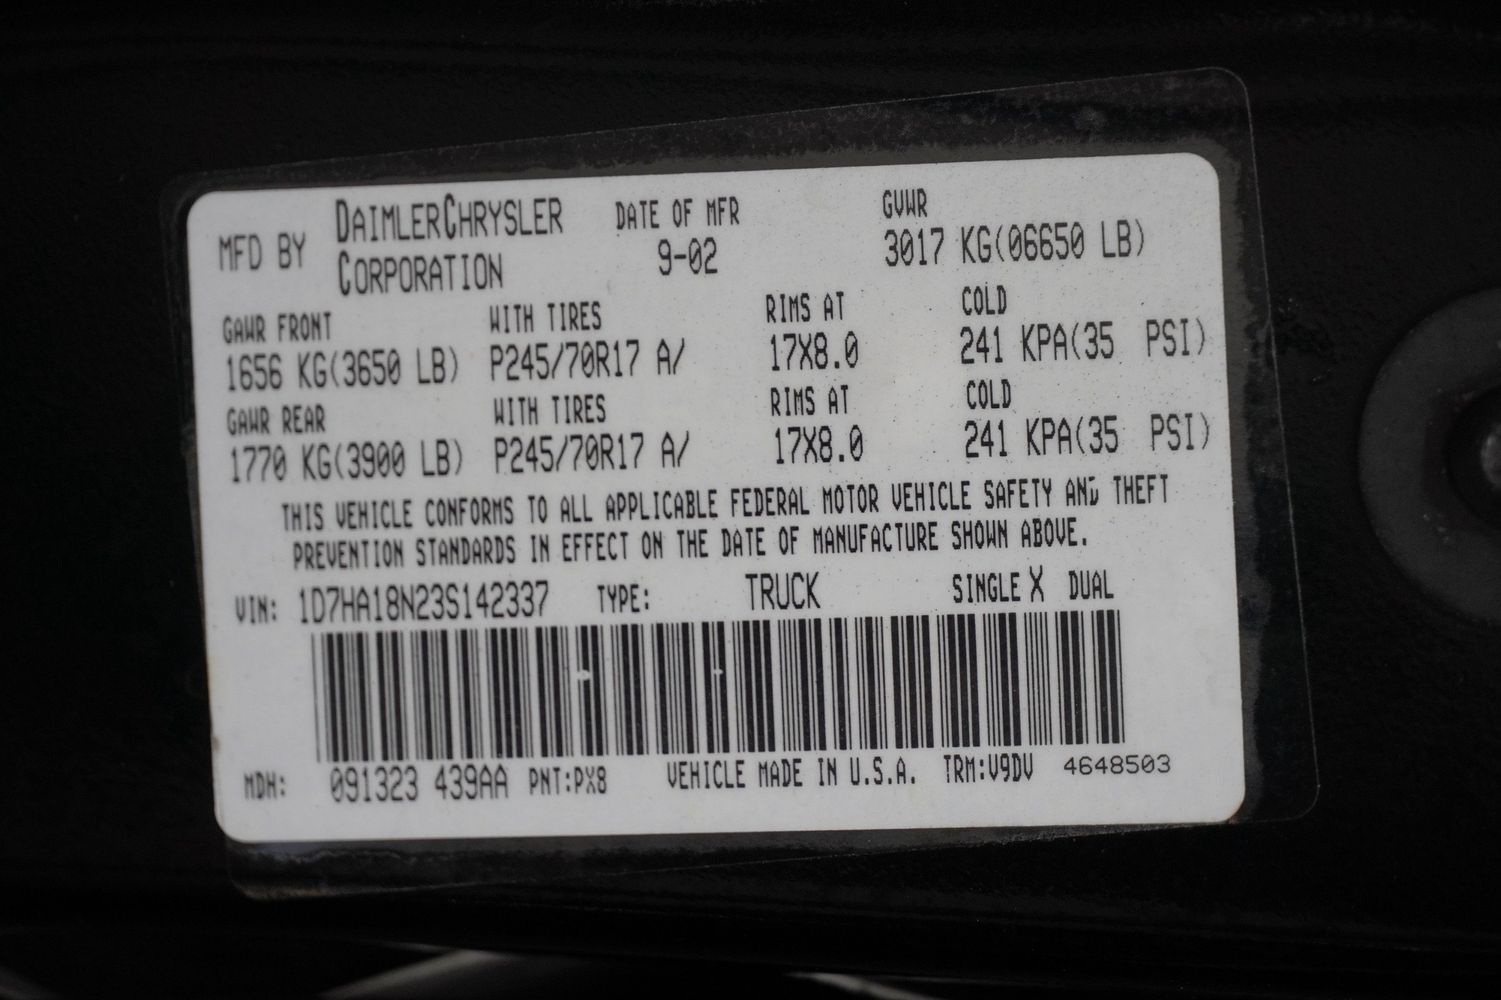 MFD BY DAIMLERCHRYSLER CORPORATION DATE OF MFR 9-02 GVWR 3017 KG(06650 LB)
GAWR FRONT WITH TIRES RIMS AT COLD
1656 KG(3650 LB) P245/70R17 A/ 17X8.0 241 KPA(35 PSI)
GAWR REAR WITH TIRES RIMS AT COLD
1770 KG(3900 LB) P245/70R17 A/ 17X8.0 241 KPA(35 PSI)
THIS VEHICLE CONFORMS TO ALL APPLICABLE FEDERAL MOTOR VEHICLE SAFETY AND THEFT
PREVENTION STANDARDS IN EFFECT ON THE DATE OF MANUFACTURE SHOWN ABOVE.
VIN: 1D7HA18N23S142337 TYPE: TRUCK SINGLE X DUAL
MDH: 091323 439AA PNT:PX8 VEHICLE MADE IN U.S.A. TRM:V9DV 4648503